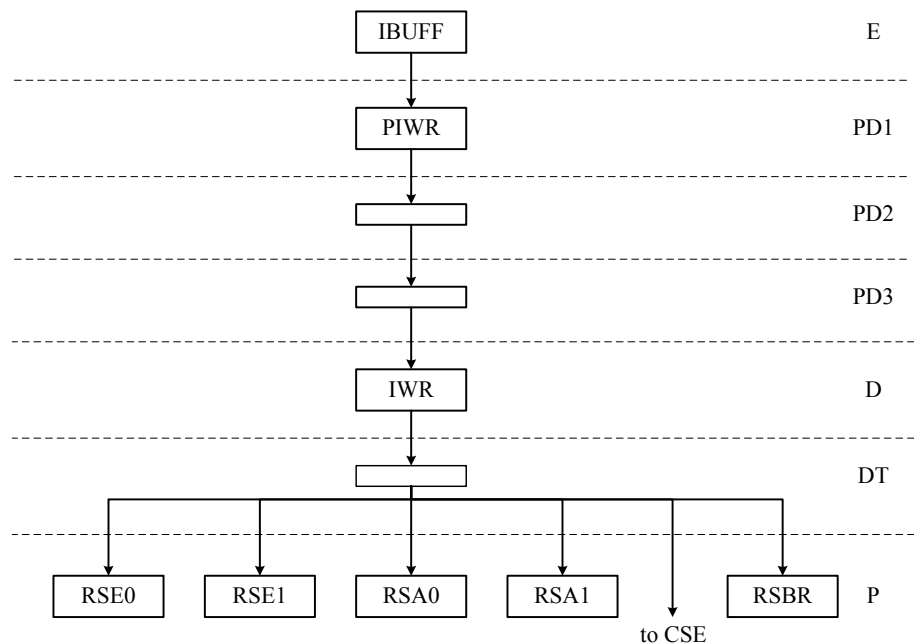 IBUFF E
PIWR PD1
PD2
PD3
IWR D
DT
RSE0 RSE1 RSA0 RSA1 RSBR P
to CSE